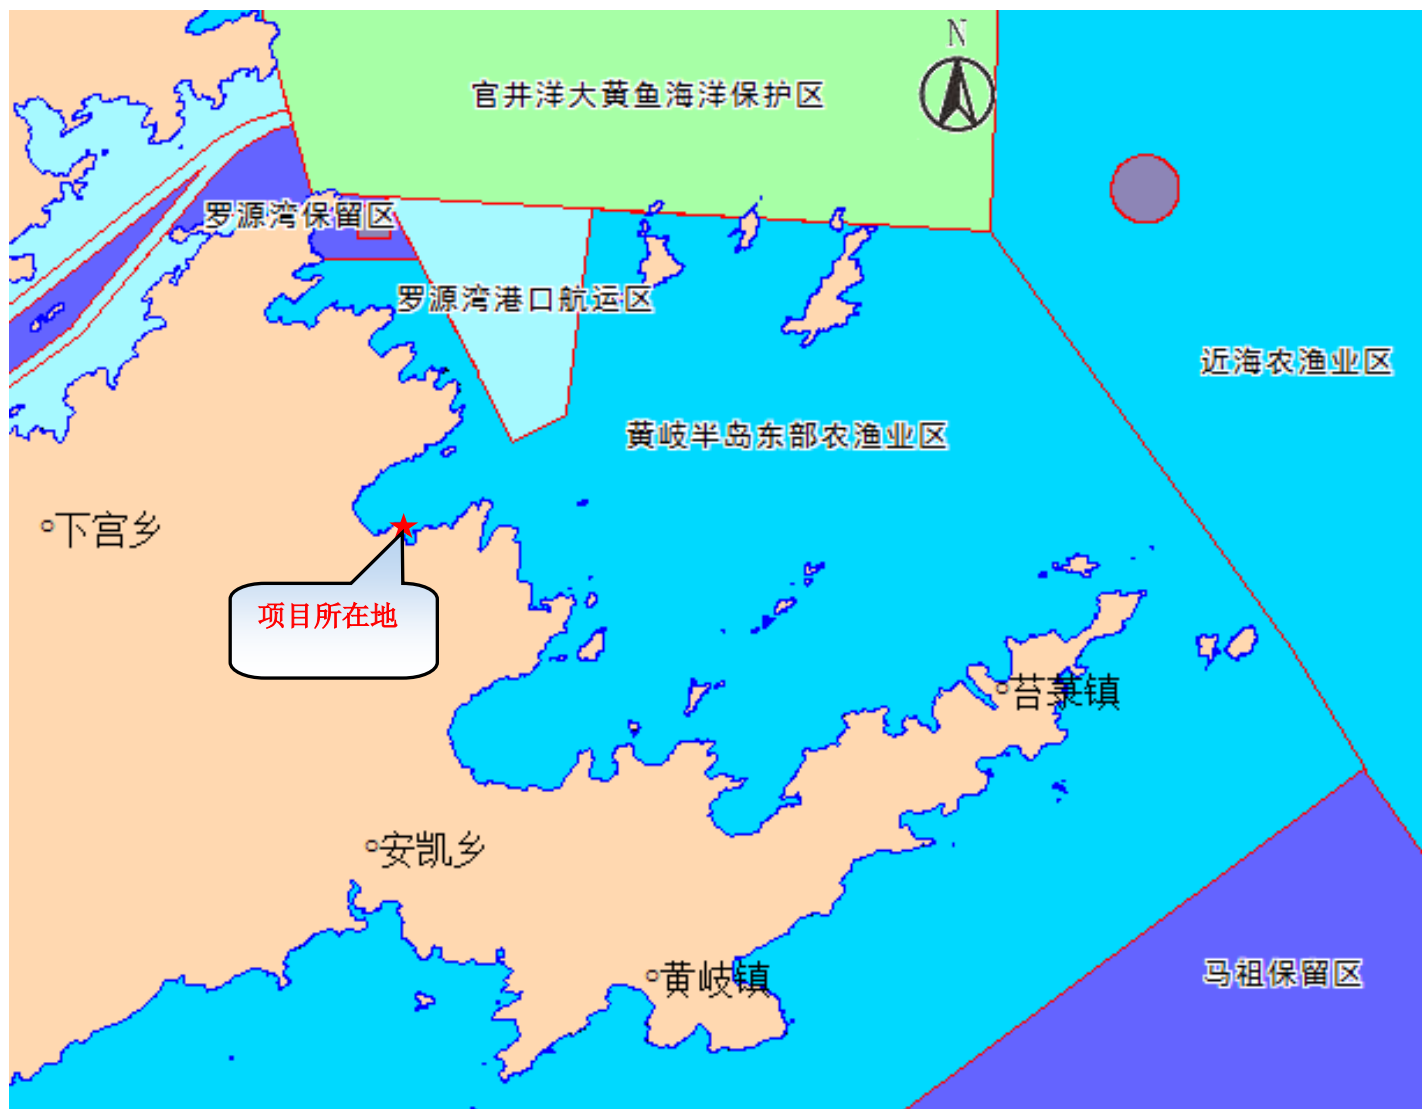 N
官井洋大黄鱼海洋保护区
罗源湾保留区
罗源湾港口航运区
近海农渔业区
黄岐半岛东部农渔业区
下宫乡
项目所在地
苔菉镇
安凯乡
马祖保留区
黄岐镇